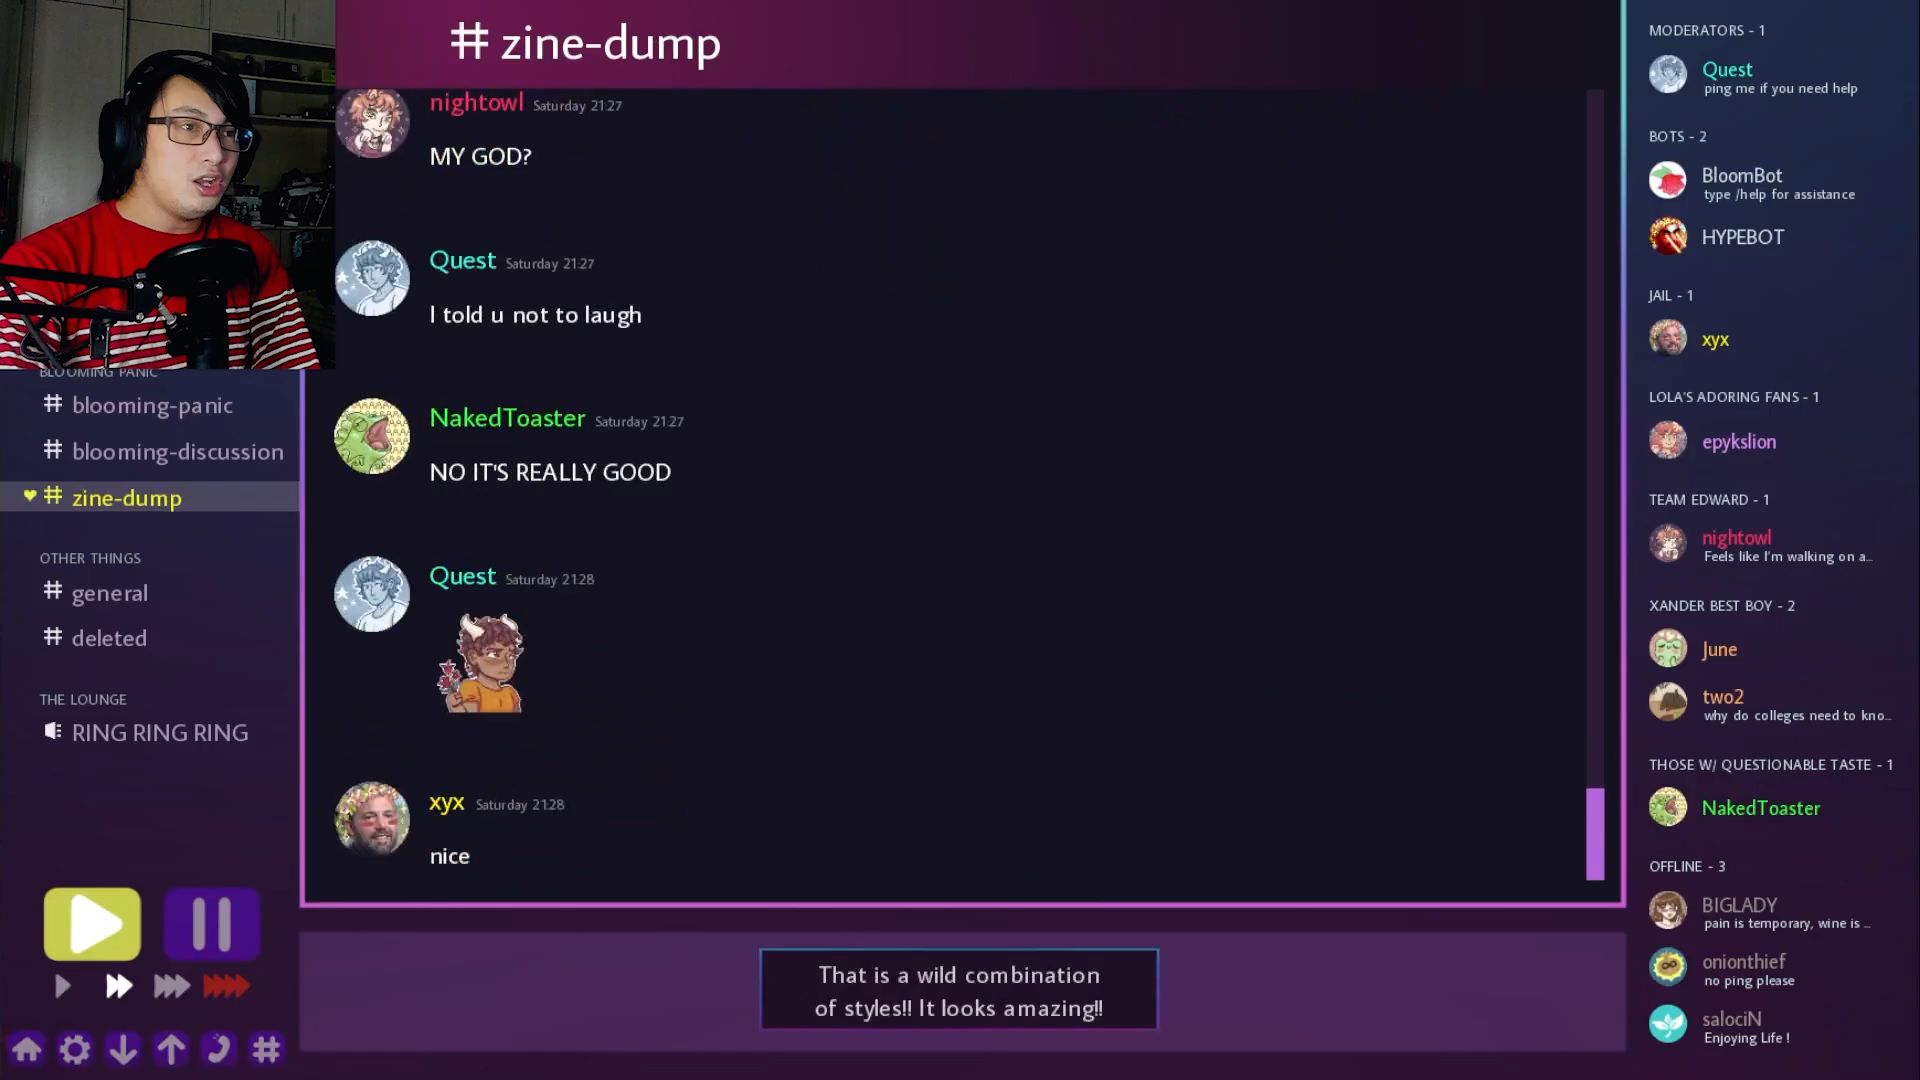 # zine-dump
nightowl Saturday 21:27
MY GOD?
Quest Saturday 21:27
I told u not to laugh
NakedToaster Saturday 21:27
NO IT'S REALLY GOOD
Quest Saturday 21:28
xyx Saturday 21:28
nice
That is a wild combination
of styles!! It looks amazing!!
BLOOMING PANIC
# blooming-panic
# blooming-discussion
# zine-dump
OTHER THINGS
# general
# deleted
THE LOUNGE
RING RING RING
MODERATORS - 1
Quest
ping me if you need help
BOTS - 2
BloomBot
type /help for assistance
HYPEBOT
JAIL - 1
xyx
LOLA'S ADORING FANS - 1
epykslion
TEAM EDWARD - 1
nightowl
Feels like I'm walking on a...
XANDER BEST BOY - 2
June
two2
why do colleges need to kno...
THOSE W/ QUESTIONABLE TASTE - 1
NakedToaster
OFFLINE - 3
BIGLADY
pain is temporary, wine is ...
onionthief
no ping please
salociN
Enjoying Life !